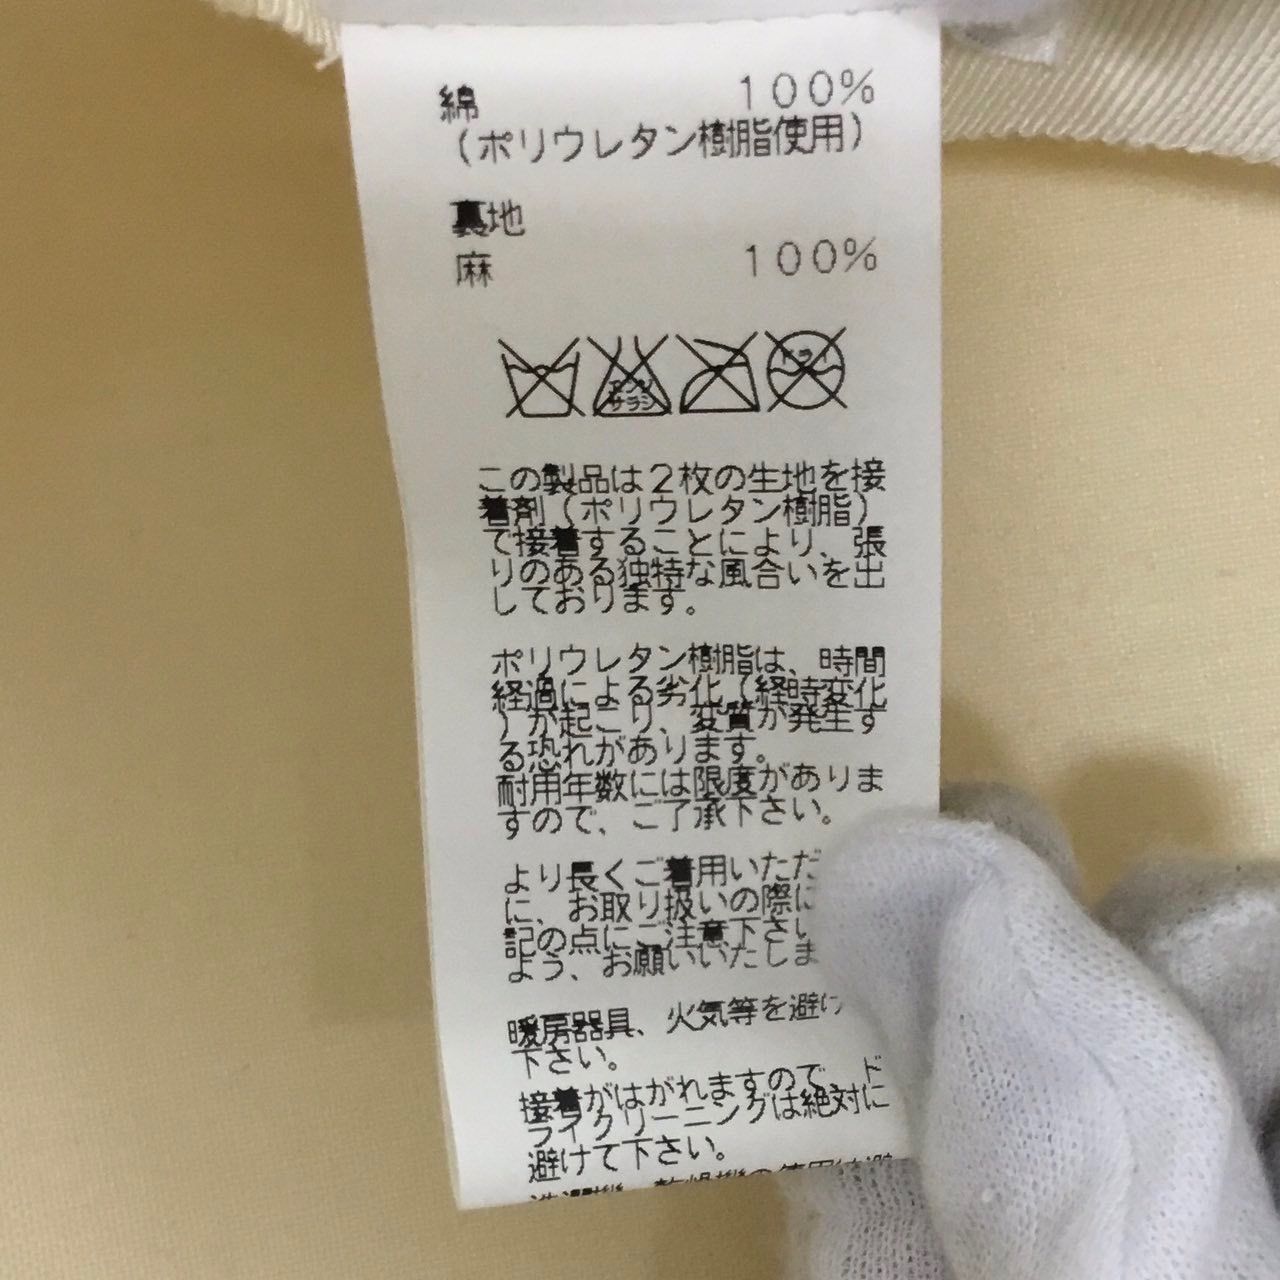 綿 100%
(ポリウレタン樹脂使用)
裏地
麻 100%
エンソ
サラシ
ドライ
この製品は2枚の生地を接
着剤(ポリウレタン樹脂)
で接着することにより、張
りのある独特な風合いを出
しております。
ポリウレタン樹脂は、時間
経過による劣化(経時変化
)が起こり、変質が発生す
る恐れがあります。
耐用年数には限度がありま
すので、ご了承下さい。
より長くご着用いただ
に、お取り扱いの際に
記の点にご注意下さい
よう、お願いいたしま
暖房器具、火気等を避け
下さい。
接着がはがれますので、ド
ライクリーニングは絶対に
避けて下さい。